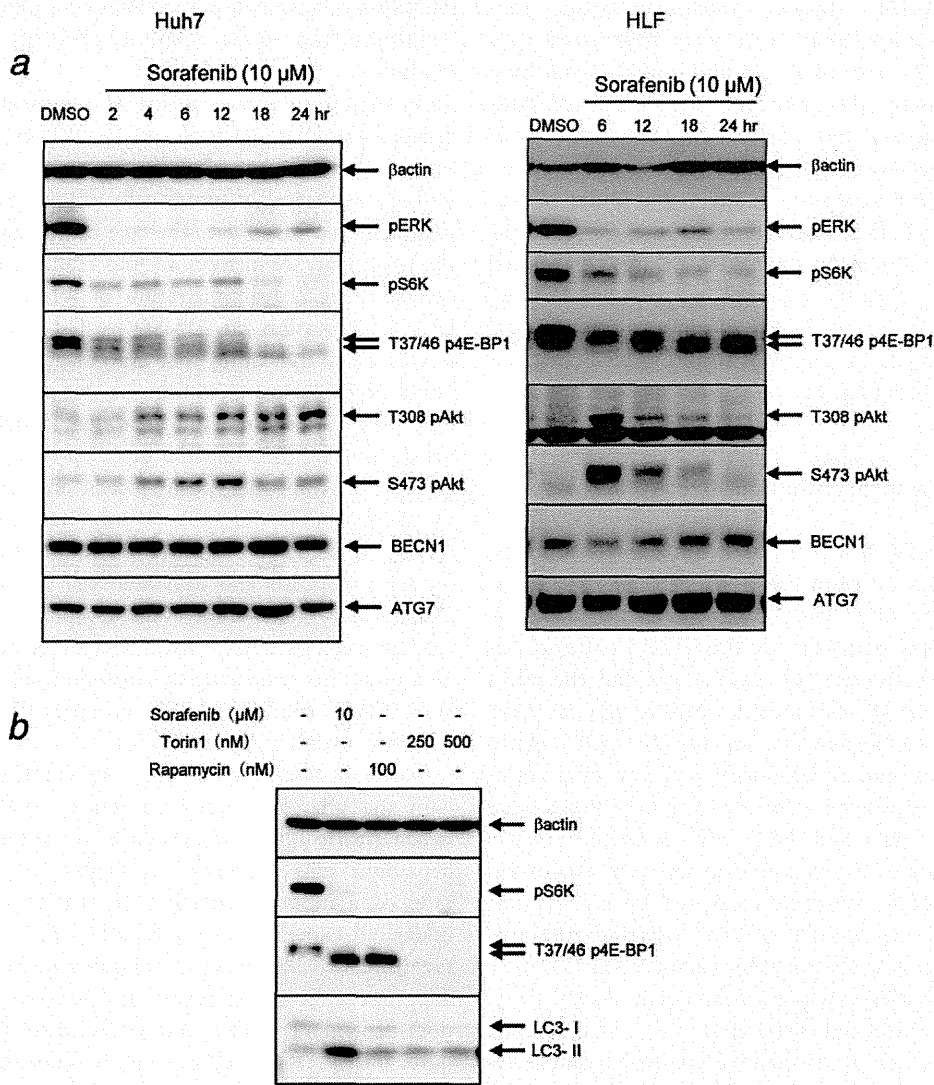 Huh7
HLF
a
Sorafenib (10 μM)
DMSO 2 4 6 12 18 24 hr
βactin
pERK
pS6K
T37/46 p4E-BP1
T308 pAkt
S473 pAkt
BECN1
ATG7
Sorafenib (10 μM)
DMSO 6 12 18 24 hr
βactin
pERK
pS6K
T37/46 p4E-BP1
T308 pAkt
S473 pAkt
BECN1
ATG7
b
Sorafenib (μM) - 10 - - -
Torin1 (nM) - - - 250 500
Rapamycin (nM) - - 100 - -
βactin
pS6K
T37/46 p4E-BP1
LC3- I
LC3- II